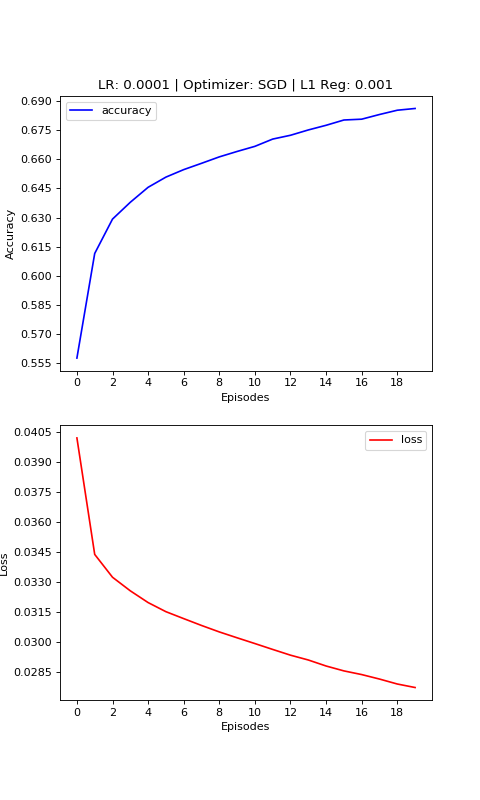 LR: 0.0001 | Optimizer: SGD | L1 Reg: 0.001
accuracy
Accuracy
0.690
0.675
0.660
0.645
0.630
0.615
0.600
0.585
0.570
0.555
0 2 4 6 8 10 12 14 16 18
Episodes
loss
Loss
0.0405
0.0390
0.0375
0.0360
0.0345
0.0330
0.0315
0.0300
0.0285
0 2 4 6 8 10 12 14 16 18
Episodes